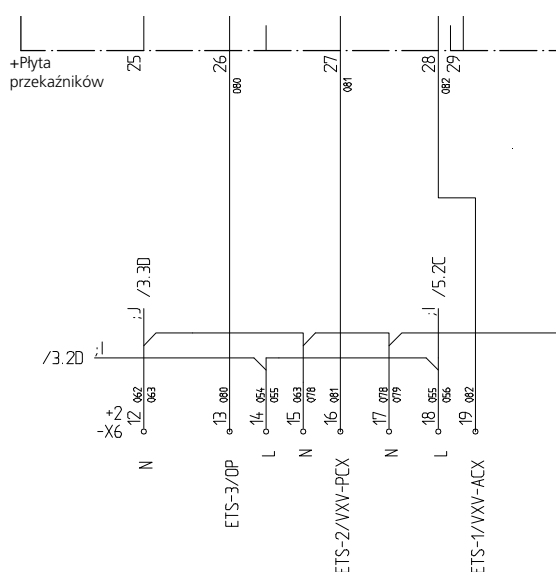 25
26
27
28
29
+Płyta
przekaźników
080
081
082
;J /3.3D
;I /5.2C
/3.2D ;I
+2
-X6
12
062
063
13
080
14
054
055
15
063
078
16
081
17
078
079
18
055
056
19
082
N
ETS-3/OP
L
N
ETS-2/VXV-PCX
N
L
ETS-1/VXV-ACX